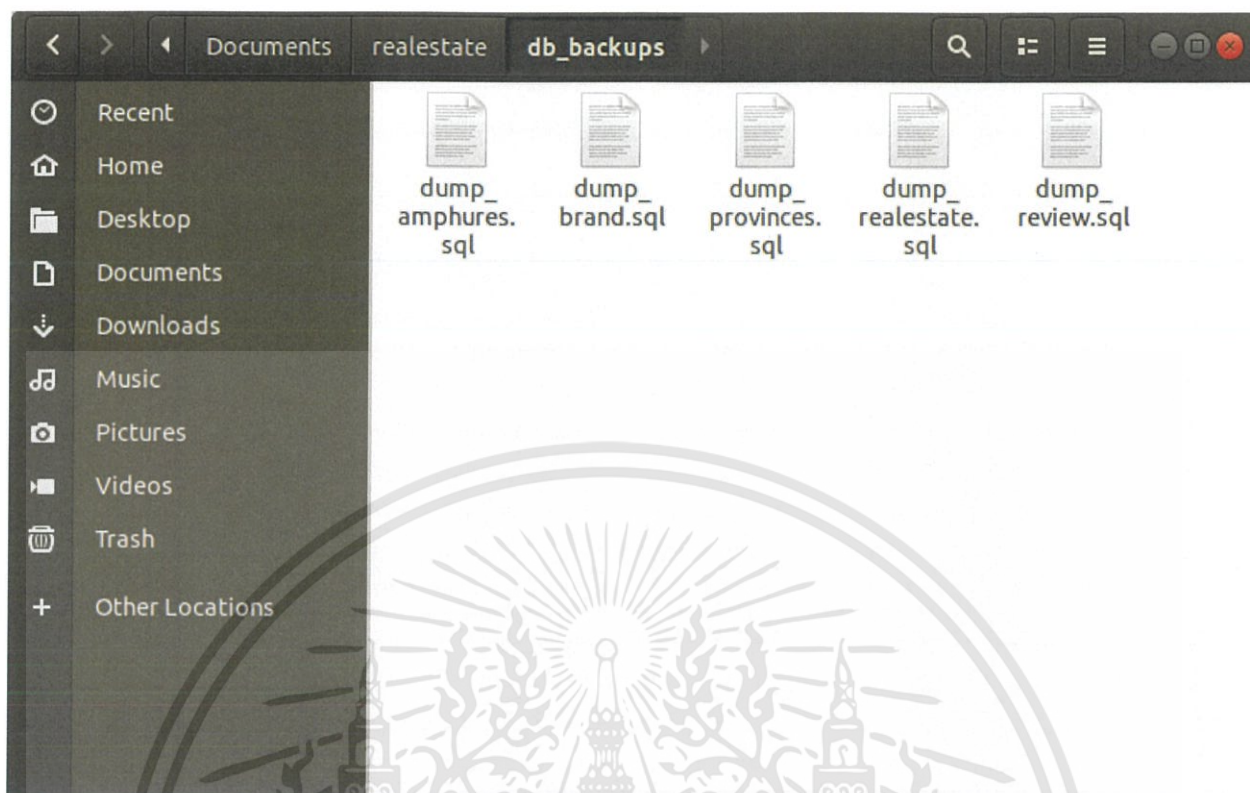 Documents realestate db_backups
Recent
Home
Desktop
Documents
Downloads
Music
Pictures
Videos
Trash
Other Locations
dump_
amphures.
sql
dump_
brand.sql
dump_
provinces.
sql
dump_
realestate.
sql
dump_
review.sql